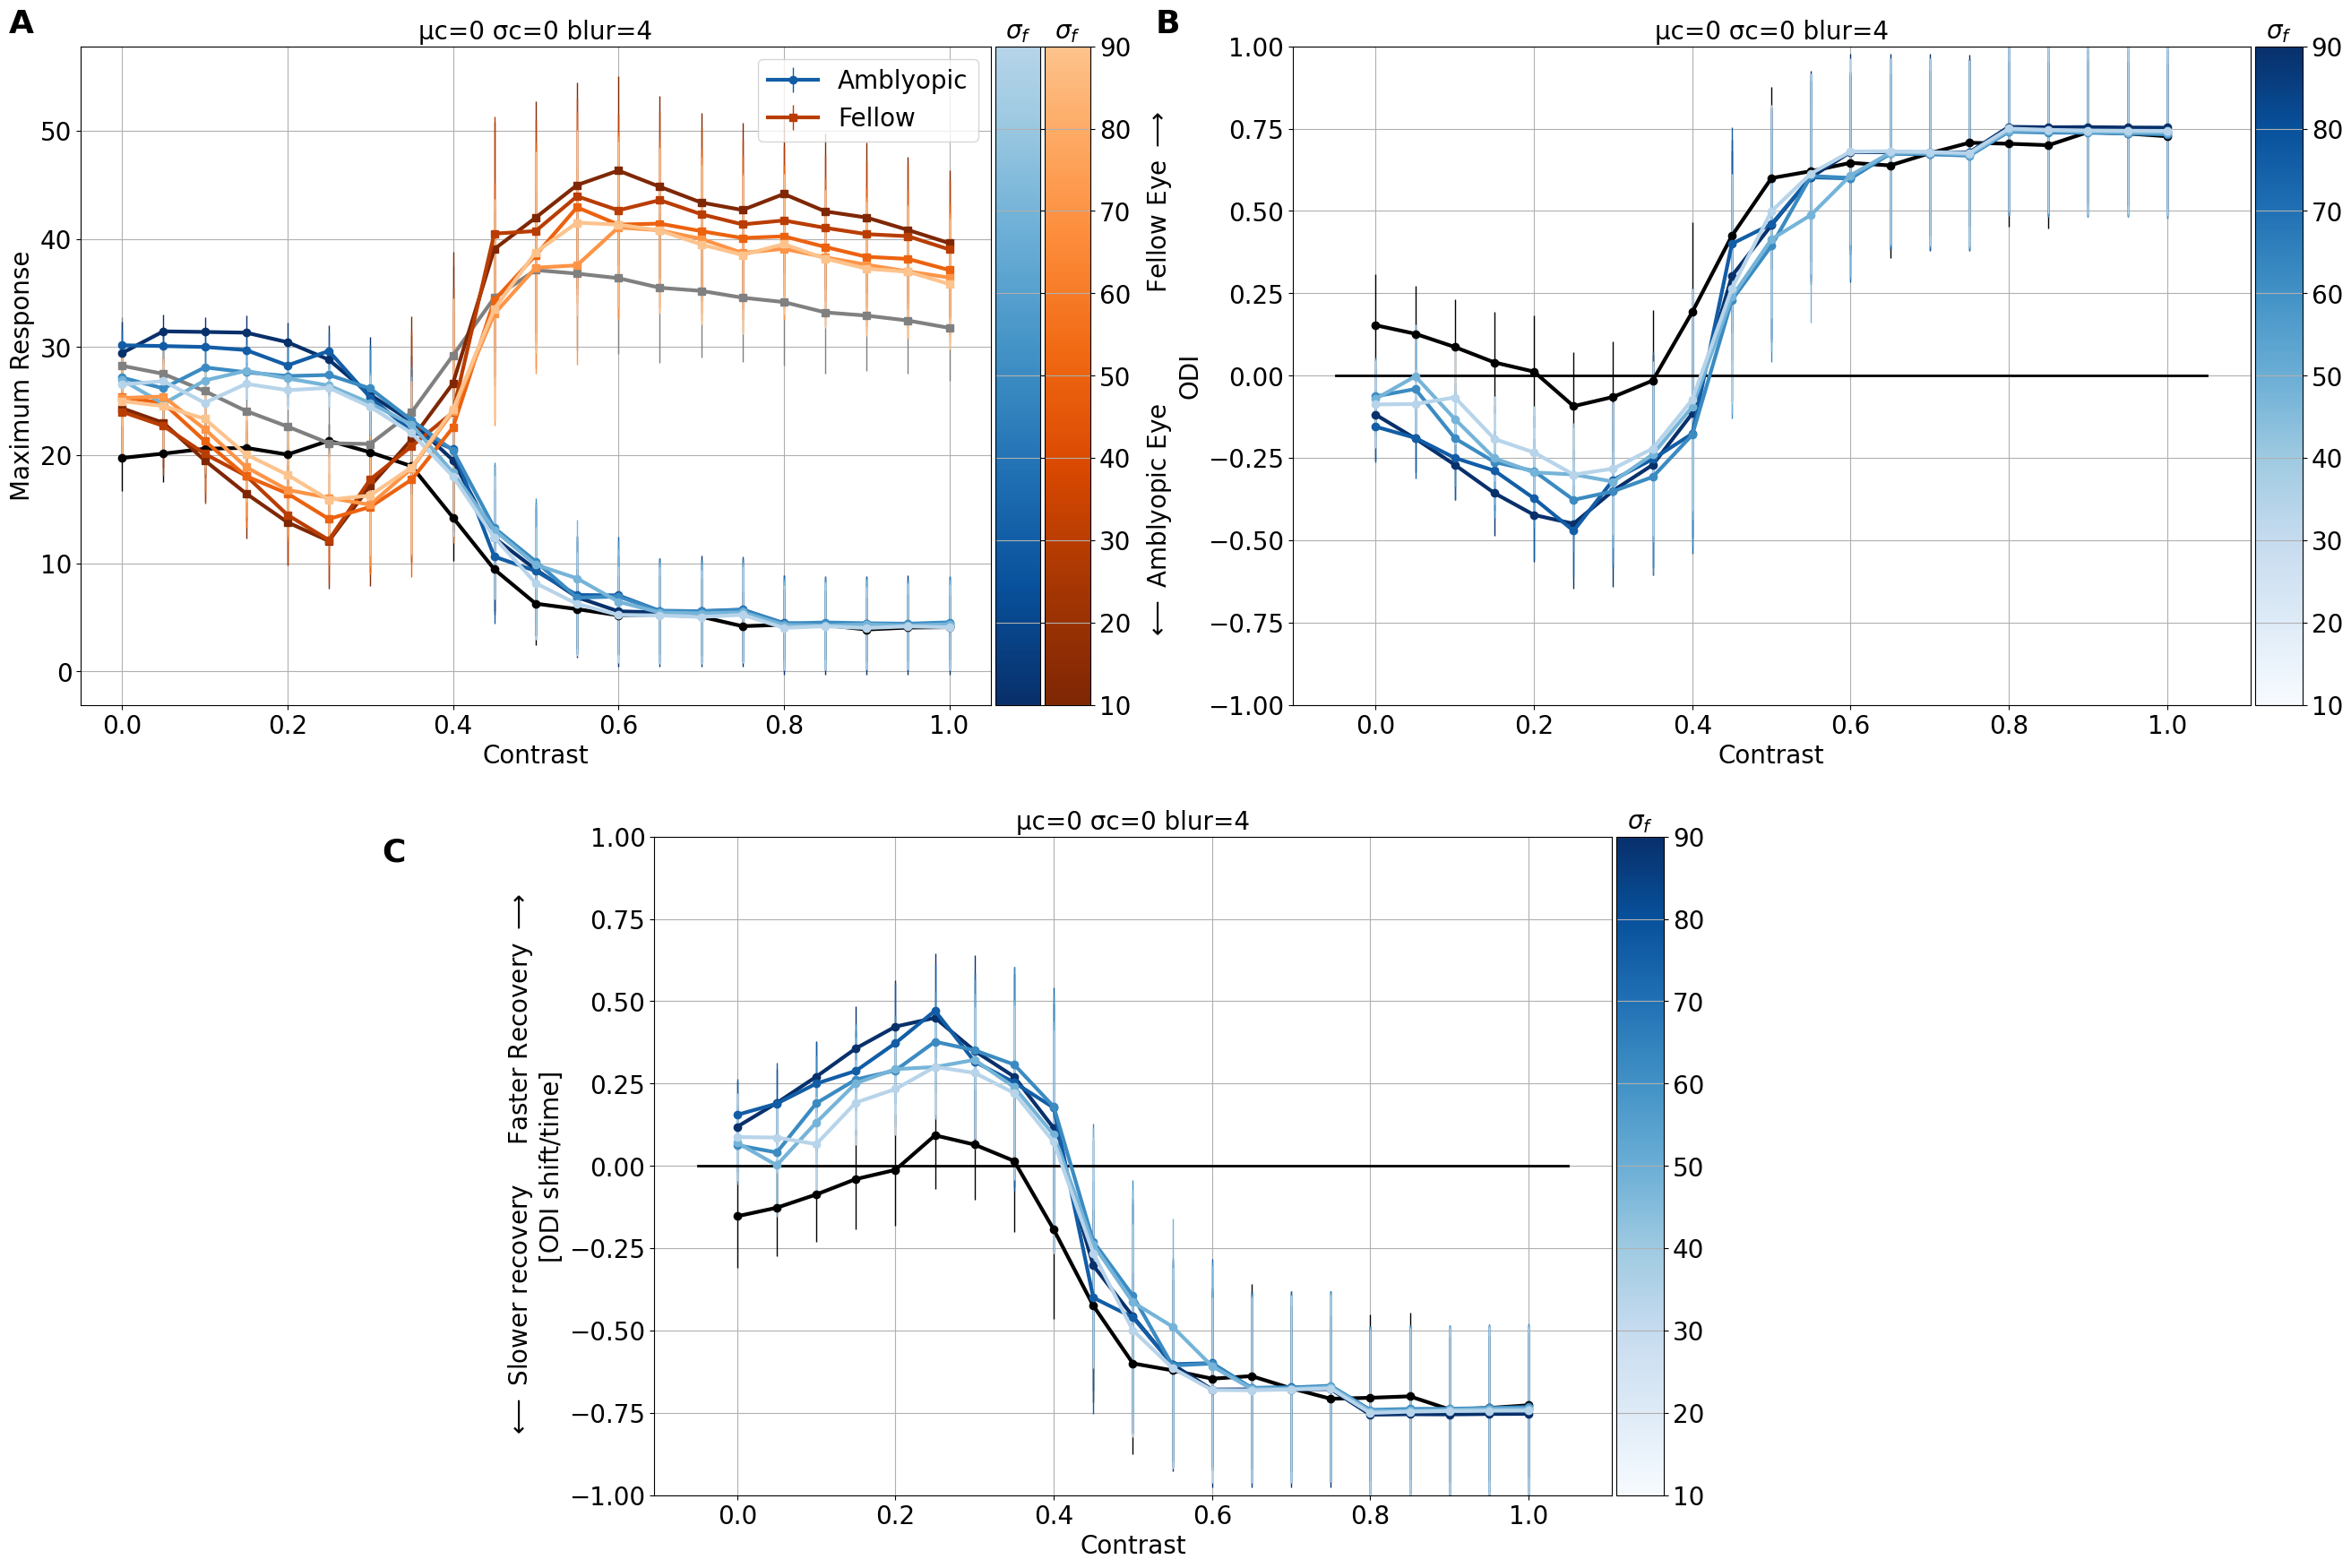 A
μc=0 σc=0 blur=4
σf σf
Amblyopic
Fellow
Maximum Response
50
40
30
20
10
0
0.0 0.2 0.4 0.6 0.8 1.0
Contrast
90
80
70
60
50
40
30
20
10
B
μc=0 σc=0 blur=4
σf
⟵ Amblyopic Eye Fellow Eye ⟶
ODI
1.00
0.75
0.50
0.25
0.00
−0.25
−0.50
−0.75
−1.00
0.0 0.2 0.4 0.6 0.8 1.0
Contrast
90
80
70
60
50
40
30
20
10
C
μc=0 σc=0 blur=4
σf
⟵ Slower recovery Faster Recovery ⟶
[ODI shift/time]
1.00
0.75
0.50
0.25
0.00
−0.25
−0.50
−0.75
−1.00
0.0 0.2 0.4 0.6 0.8 1.0
Contrast
90
80
70
60
50
40
30
20
10